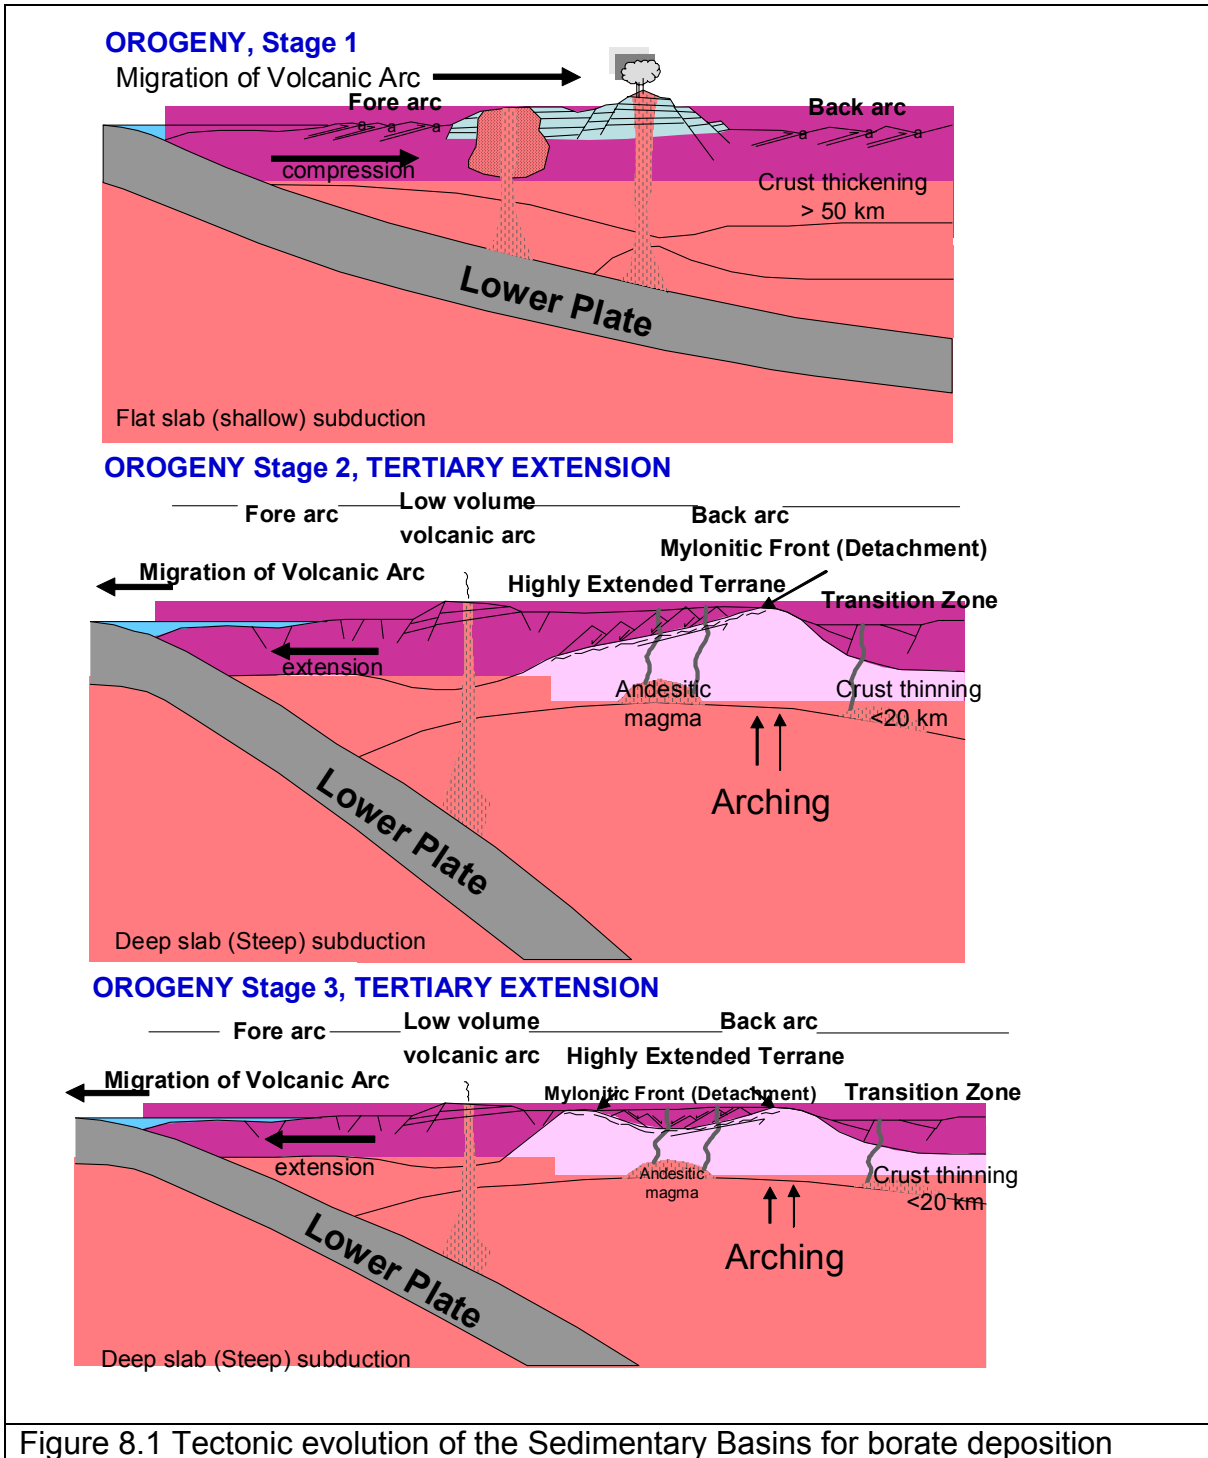 OROGENY, Stage 1
Migration of Volcanic Arc
Fore arc
Back arc
a a a
a a a
compression
Crust thickening
> 50 km
Lower Plate
Flat slab (shallow) subduction
OROGENY Stage 2, TERTIARY EXTENSION
Fore arc
Low volume
volcanic arc
Back arc
Mylonitic Front (Detachment)
Migration of Volcanic Arc
Highly Extended Terrane
Transition Zone
extension
Andesitic
magma
Crust thinning
<20 km
Arching
Lower Plate
Deep slab (Steep) subduction
OROGENY Stage 3, TERTIARY EXTENSION
Fore arc
Low volume
volcanic arc
Back arc
Highly Extended Terrane
Migration of Volcanic Arc
Mylonitic Front (Detachment)
Transition Zone
extension
Andesitic
magma
Crust thinning
<20 km
Arching
Lower Plate
Deep slab (Steep) subduction
Figure 8.1 Tectonic evolution of the Sedimentary Basins for borate deposition